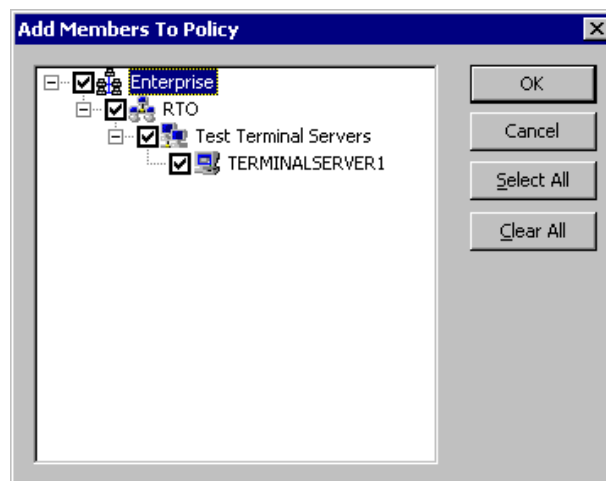 Add Members To Policy
Enterprise
RTO
Test Terminal Servers
TERMINALSERVER1
OK
Cancel
Select All
Clear All